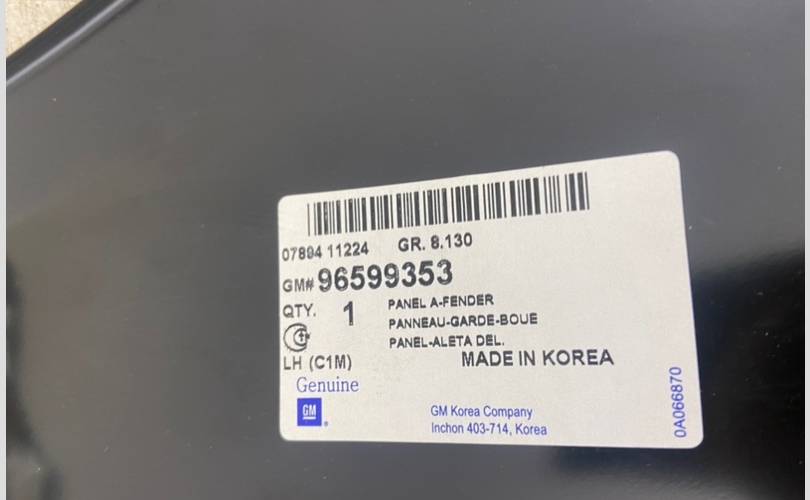 07894 11224 GR. 8.130
GM# 96599353
QTY. 1 PANEL A-FENDER
PANNEAU-GARDE-BOUE
PANEL-ALETA DEL.
LH (C1M) MADE IN KOREA
Genuine
GM
GM Korea Company
Inchon 403-714, Korea
0A066870